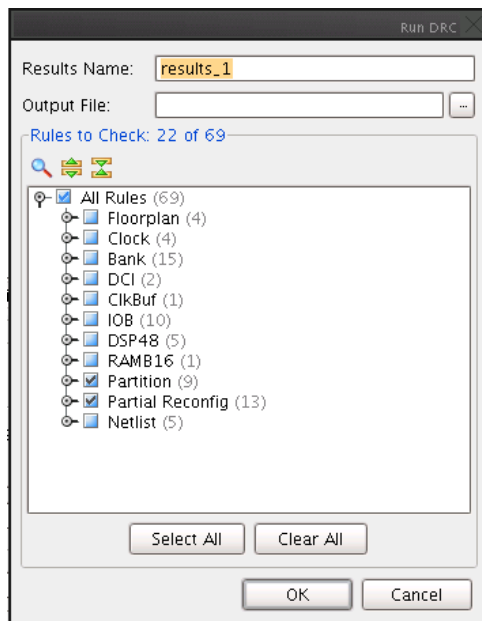 Run DRC
Results Name: results_1
Output File: ...
Rules to Check: 22 of 69
All Rules (69)
Floorplan (4)
Clock (4)
Bank (15)
DCI (2)
ClkBuf (1)
IOB (10)
DSP48 (5)
RAMB16 (1)
Partition (9)
Partial Reconfig (13)
Netlist (5)
Select All Clear All
OK Cancel